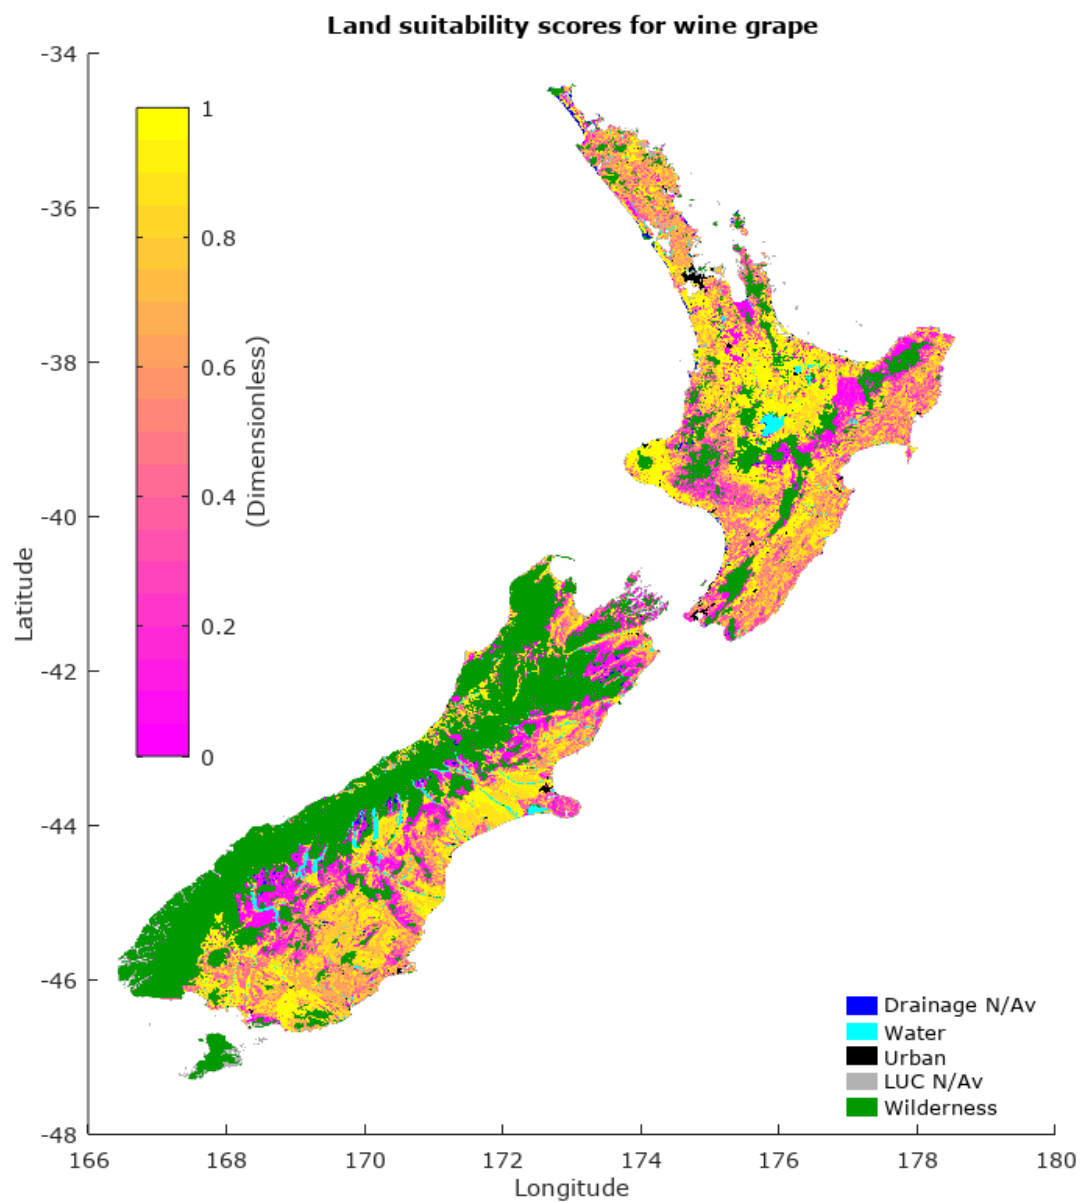 Land suitability scores for wine grape
-34
-36
-38
-40
-42
-44
-46
-48
Latitude
1
0.8
0.6
0.4
0.2
0
(Dimensionless)
Drainage N/Av
Water
Urban
LUC N/Av
Wilderness
166
168
170
172
174
176
178
180
Longitude